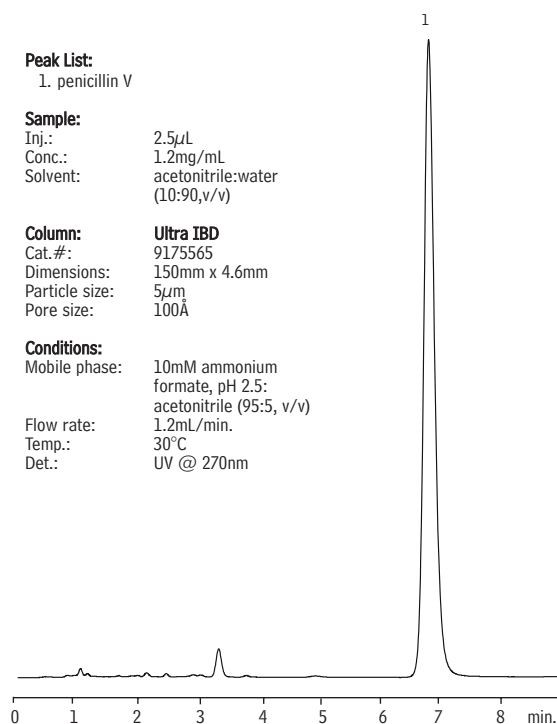 1
Peak List:
1. penicillin V
Sample:
Inj.: 2.5μL
Conc.: 1.2mg/mL
Solvent: acetonitrile:water
(10:90,v/v)
Column: Ultra IBD
Cat.#: 9175565
Dimensions: 150mm x 4.6mm
Particle size: 5μm
Pore size: 100Å
Conditions:
Mobile phase: 10mM ammonium
formate, pH 2.5:
acetonitrile (95:5, v/v)
Flow rate: 1.2mL/min.
Temp.: 30°C
Det.: UV @ 270nm
0 1 2 3 4 5 6 7 8 min.